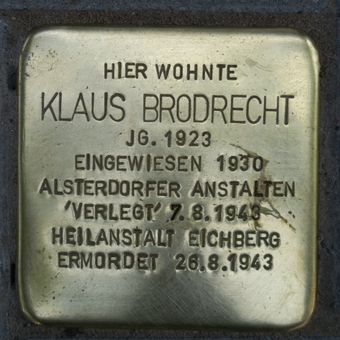 HIER WOHNTE
KLAUS BRODRECHT
JG. 1923
EINGEWIESEN 1930
ALSTERDORFER ANSTALTEN
'VERLEGT' 7.8.1943
HEILANSTALT EICHBERG
ERMORDET 26.8.1943